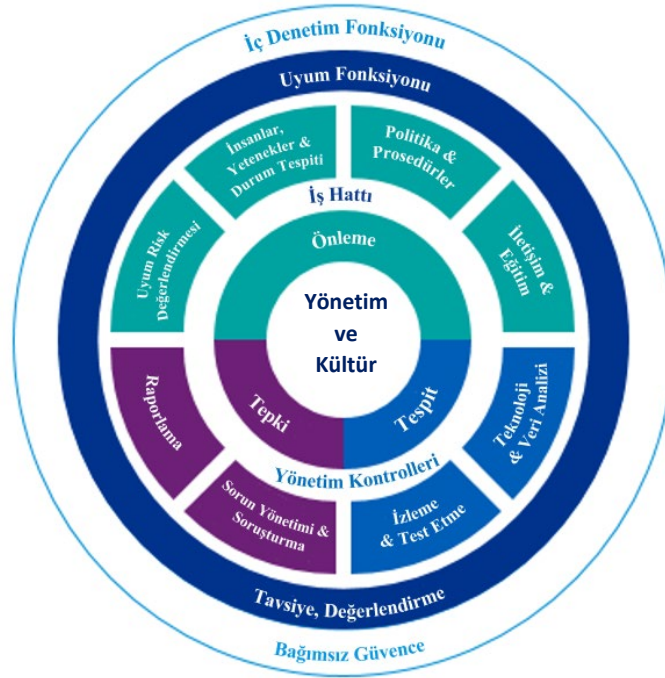 İç Denetim Fonksiyonu
Uyum Fonksiyonu
İnsanlar,
Yetenekler &
Durum Tespiti
Politika &
Prosedürler
İş Hattı
Uyum Risk
Değerlendirmesi
Önleme
İletişim &
Eğitim
Yönetim
ve
Kültür
Raporlama
Tepki
Tespit
Teknoloji
& Veri Analizi
Yönetim Kontrolleri
Sorun Yönetimi &
Soruşturma
İzleme
& Test Etme
Tavsiye, Değerlendirme
Bağımsız Güvence